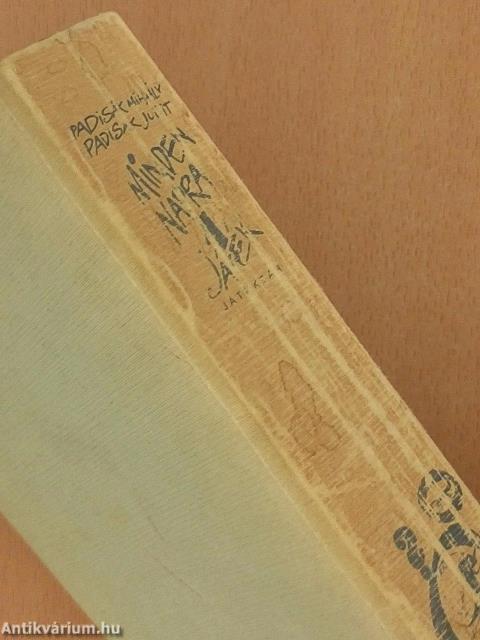 PADISÁK MIHÁLY
PADISÁK JUDIT
MINDEN
NAPRA
1
JÁTÉK
JÁTÉKTÁR
Antikvárium.hu